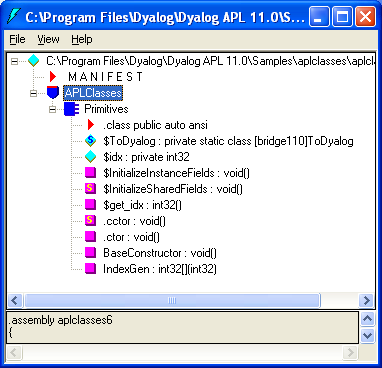 C:\Program Files\Dyalog\Dyalog APL 11.0\S...
File View Help
C:\Program Files\Dyalog\Dyalog APL 11.0\Samples\aplclasses\aplcl
M A N I F E S T
APLClasses
Primitives
.class public auto ansi
$ToDyalog : private static class [bridge110]ToDyalog
$idx : private int32
$InitializeInstanceFields : void()
$InitializeSharedFields : void()
$get_idx : int32()
.cctor : void()
.ctor : void()
BaseConstructor : void()
IndexGen : int32[](int32)
.assembly aplclasses6
{